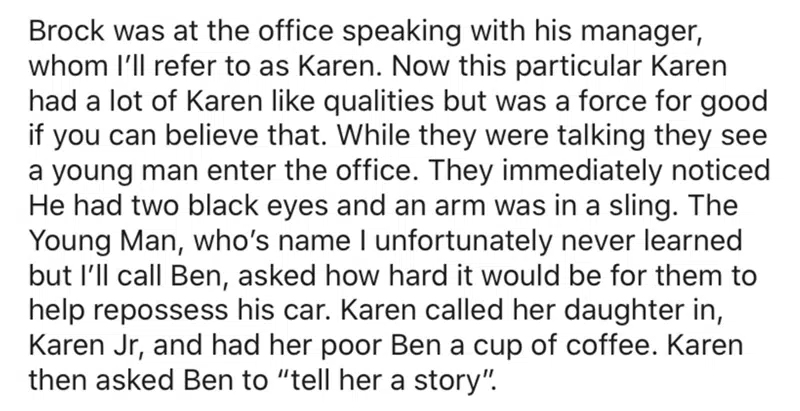 Brock was at the office speaking with his manager,
whom I’ll refer to as Karen. Now this particular Karen
had a lot of Karen like qualities but was a force for good
if you can believe that. While they were talking they see
a young man enter the office. They immediately noticed
He had two black eyes and an arm was in a sling. The
Young Man, who’s name I unfortunately never learned
but I’ll call Ben, asked how hard it would be for them to
help repossess his car. Karen called her daughter in,
Karen Jr, and had her poor Ben a cup of coffee. Karen
then asked Ben to “tell her a story”.